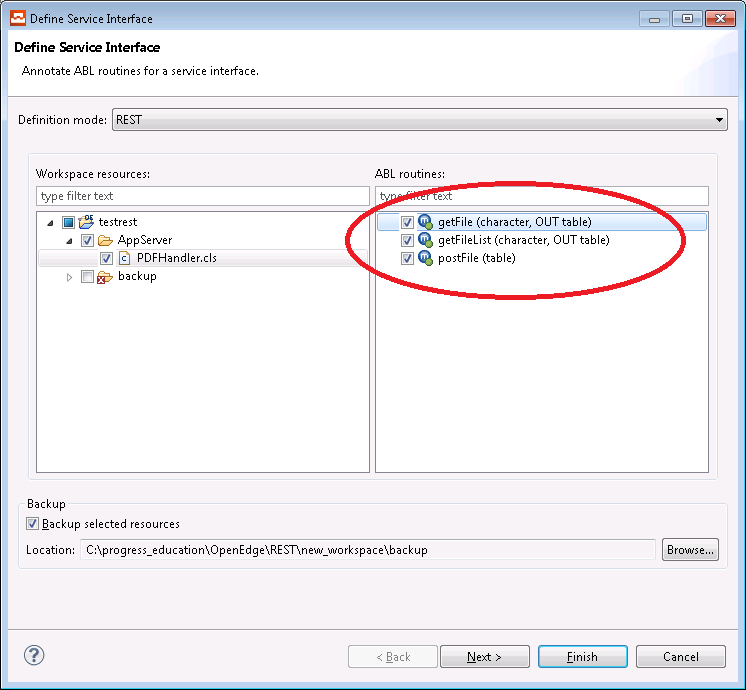 Define Service Interface
Define Service Interface
Annotate ABL routines for a service interface.
Definition mode: REST
Workspace resources:
type filter text
testrest
AppServer
PDFHandler.cls
backup
ABL routines:
type filter text
getFile (character, OUT table)
getFileList (character, OUT table)
postFile (table)
Backup
Backup selected resources
Location: C:\progress_education\OpenEdge\REST\new_workspace\backup Browse...
< Back Next > Finish Cancel